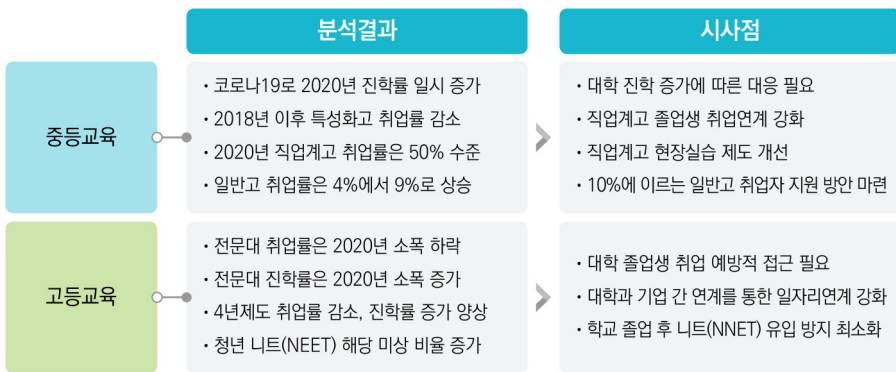 분석결과
시사점
중등교육
· 코로나19로 2020년 진학률 일시 증가
· 2018년 이후 특성화고 취업률 감소
· 2020년 직업계고 취업률은 50% 수준
· 일반고 취업률은 4%에서 9%로 상승
· 대학 진학 증가에 따른 대응 필요
· 직업계고 졸업생 취업연계 강화
· 직업계고 현장실습 제도 개선
· 10%에 이르는 일반고 취업자 지원 방안 마련
고등교육
· 전문대 취업률은 2020년 소폭 하락
· 전문대 진학률은 2020년 소폭 증가
· 4년제도 취업률 감소, 진학률 증가 양상
· 청년 니트(NEET) 해당 미상 비율 증가
· 대학 졸업생 취업 예방적 접근 필요
· 대학과 기업 간 연계를 통한 일자리연계 강화
· 학교 졸업 후 니트(NNET) 유입 방지 최소화